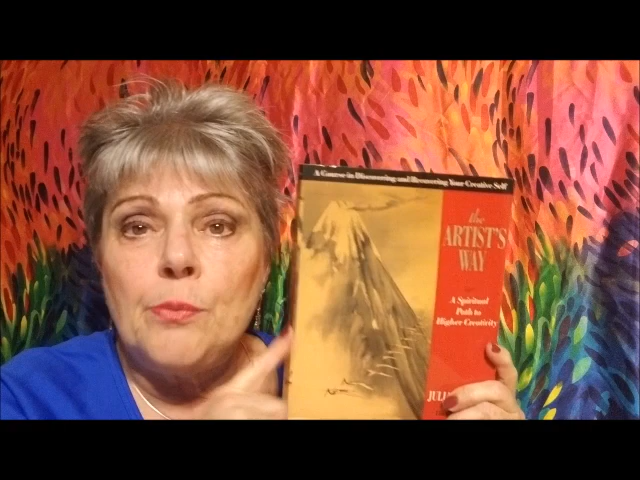 A Course in Discovering and Recovering Your Creative Self
the
ARTIST'S
WAY
A Spiritual
Path to
Higher Creativity